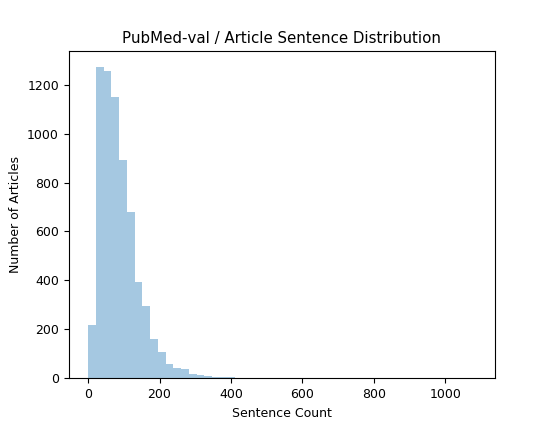 PubMed-val / Article Sentence Distribution
1200
1000
800
600
400
200
0
Number of Articles
0 200 400 600 800 1000
Sentence Count